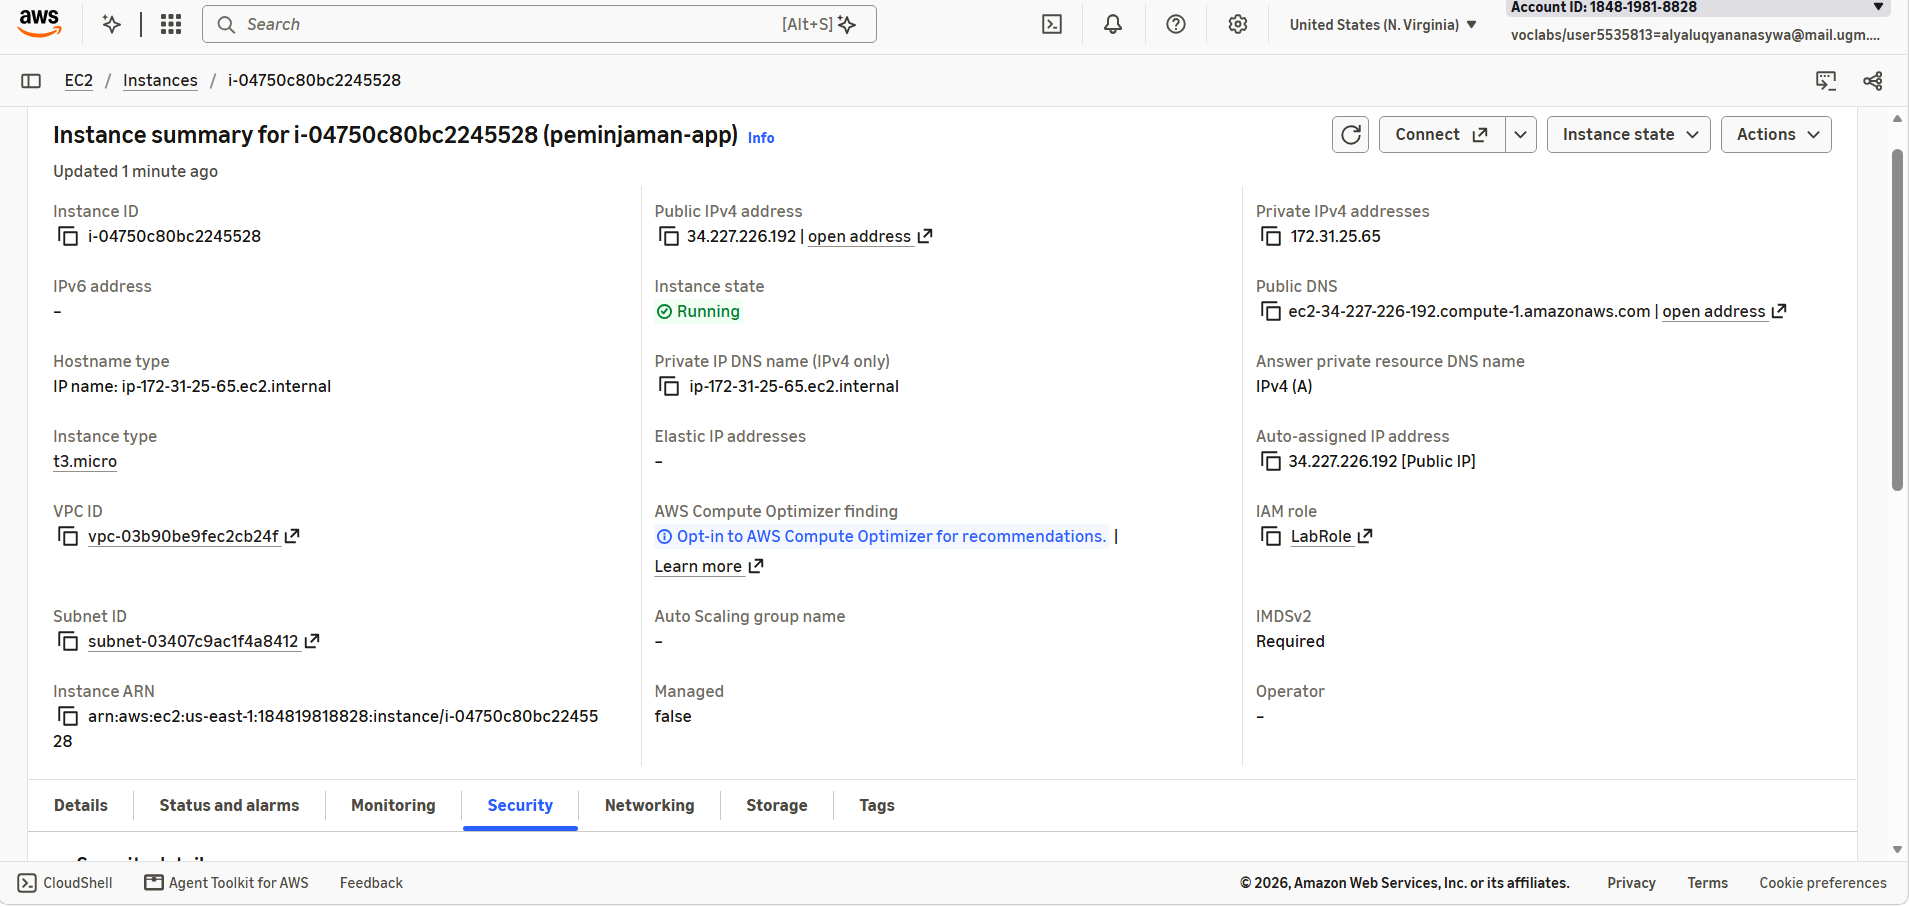 aws
Search [Alt+S]
United States (N. Virginia)
Account ID: 1848-1981-8828
voclabs/user5535813=alyaluqyananasywa@mail.ugm....
EC2 / Instances / i-04750c80bc2245528
Instance summary for i-04750c80bc2245528 (peminjaman-app) Info
Connect
Instance state
Actions
Updated 1 minute ago
Instance ID
i-04750c80bc2245528
Public IPv4 address
34.227.226.192 | open address
Private IPv4 addresses
172.31.25.65
IPv6 address
–
Instance state
Running
Public DNS
ec2-34-227-226-192.compute-1.amazonaws.com | open address
Hostname type
IP name: ip-172-31-25-65.ec2.internal
Private IP DNS name (IPv4 only)
ip-172-31-25-65.ec2.internal
Answer private resource DNS name
IPv4 (A)
Instance type
t3.micro
Elastic IP addresses
–
Auto-assigned IP address
34.227.226.192 [Public IP]
VPC ID
vpc-03b90be9fec2cb24f
AWS Compute Optimizer finding
Opt-in to AWS Compute Optimizer for recommendations. |
Learn more
IAM role
LabRole
Subnet ID
subnet-03407c9ac1f4a8412
Auto Scaling group name
–
IMDSv2
Required
Instance ARN
arn:aws:ec2:us-east-1:184819818828:instance/i-04750c80bc22455
28
Managed
false
Operator
–
Details
Status and alarms
Monitoring
Security
Networking
Storage
Tags
CloudShell
Agent Toolkit for AWS
Feedback
© 2026, Amazon Web Services, Inc. or its affiliates.
Privacy
Terms
Cookie preferences